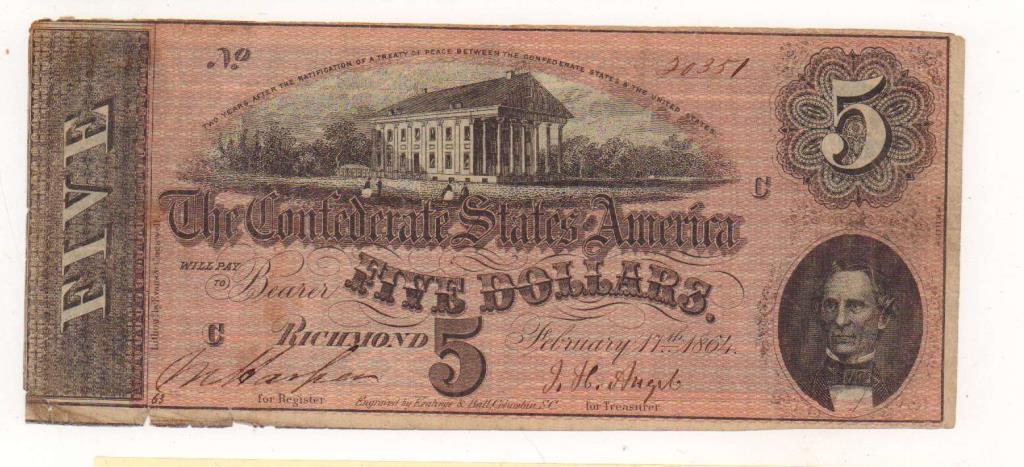 No 20351
TWO YEARS AFTER THE RATIFICATION OF A TREATY OF PEACE BETWEEN THE CONFEDERATE STATES & THE UNITED STATES
5
FIVE
C
The Confederate States of America
WILL PAY TO Bearer FIVE DOLLARS.
C RICHMOND 5 February 17th 1864.
J. H. Angel
for Register
for Treasurer
Engraved by Keatinge & Ball, Columbia, S.C.
63